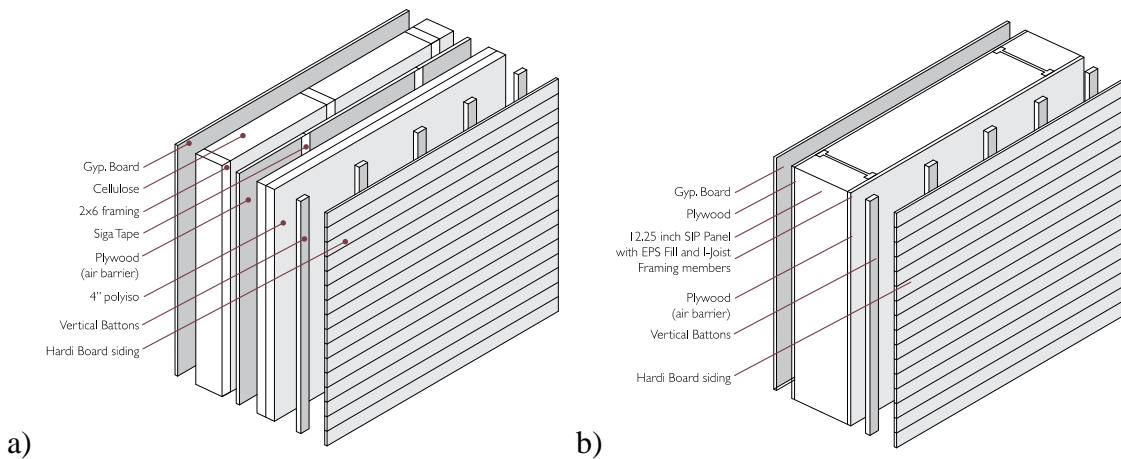 Gyp. Board
Cellulose
2x6 framing
Siga Tape
Plywood
(air barrier)
4" polyiso
Vertical Battons
Hardi Board siding
a)
Gyp. Board
Plywood
12.25 inch SIP Panel
with EPS Fill and I-Joist
Framing members
Plywood
(air barrier)
Vertical Battons
Hardi Board siding
b)